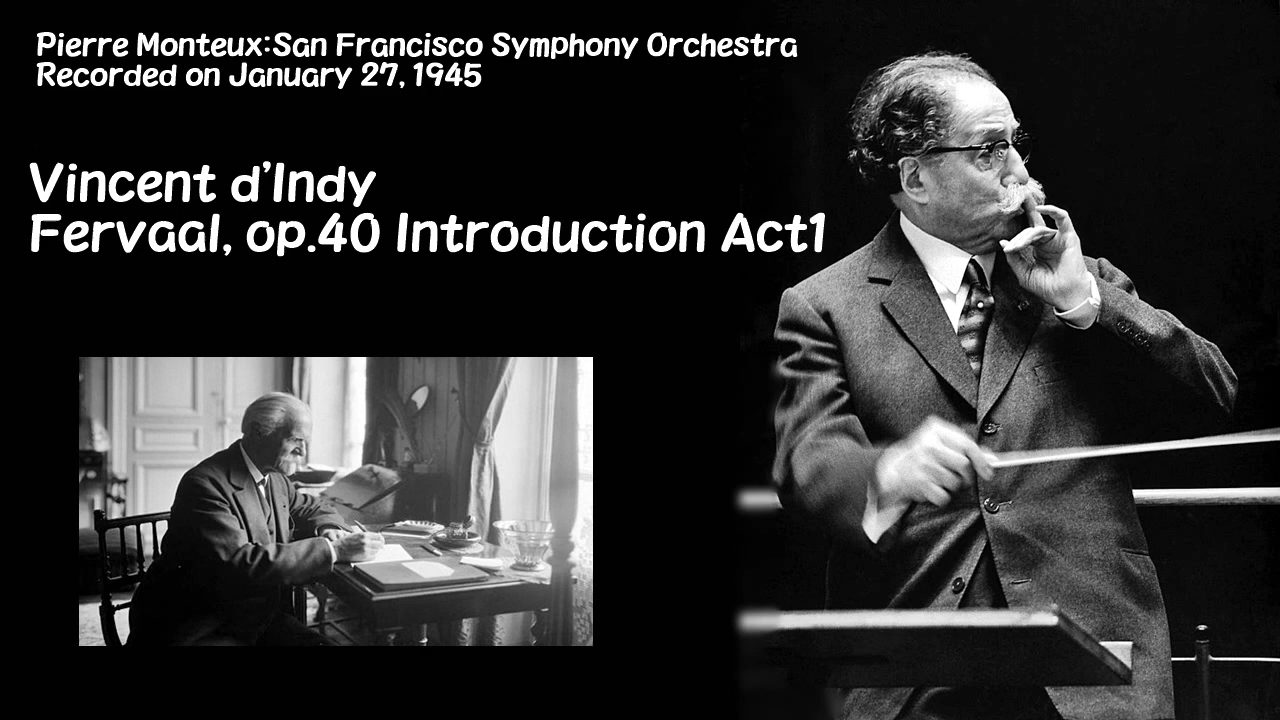 Pierre Monteux:San Francisco Symphony Orchestra
Recorded on January 27, 1945
Vincent d'Indy
Fervaal, op.40 Introduction Act1